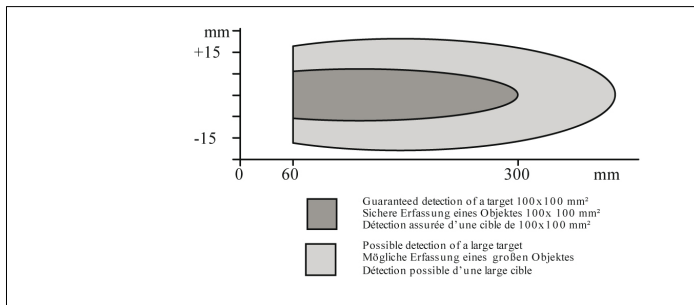 mm
+15
-15
0 60 300 mm
Guaranteed detection of a target 100x100 mm²
Sichere Erfassung eines Objektes 100x 100 mm²
Détection assurée d'une cible de 100x100 mm²
Possible detection of a large target
Mögliche Erfassung eines großen Objektes
Détection possible d'une large cible